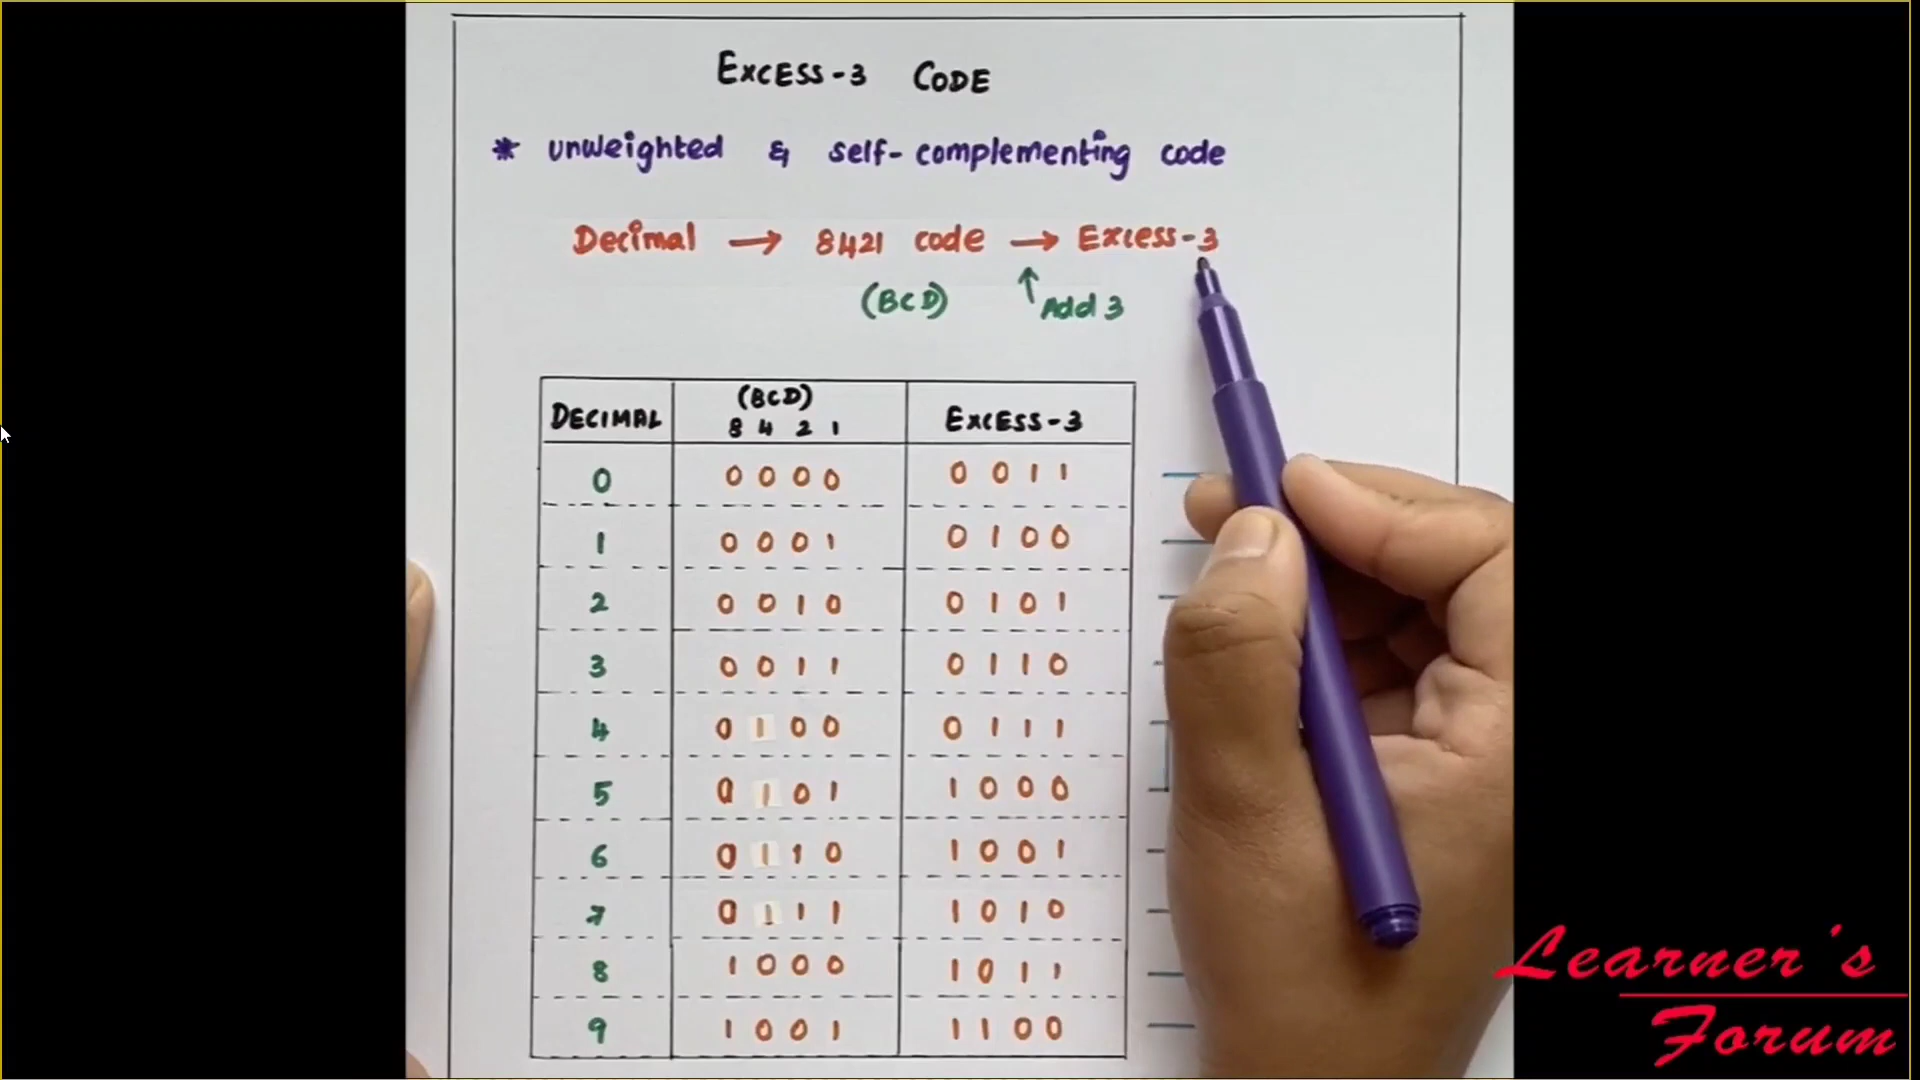 EXCESS-3 CODE
* unweighted & self-complementing code
Decimal → 8421 code → Excess-3
(BCD) ↑ Add 3
DECIMAL (BCD) 8 4 2 1 EXCESS-3
0 0 0 0 0 0 0 1 1
1 0 0 0 1 0 1 0 0
2 0 0 1 0 0 1 0 1
3 0 0 1 1 0 1 1 0
4 0 1 0 0 0 1 1 1
5 0 1 0 1 1 0 0 0
6 0 1 1 0 1 0 0 1
7 0 1 1 1 1 0 1 0
8 1 0 0 0 1 0 1 1
9 1 0 0 1 1 1 0 0
Learner's
Forum